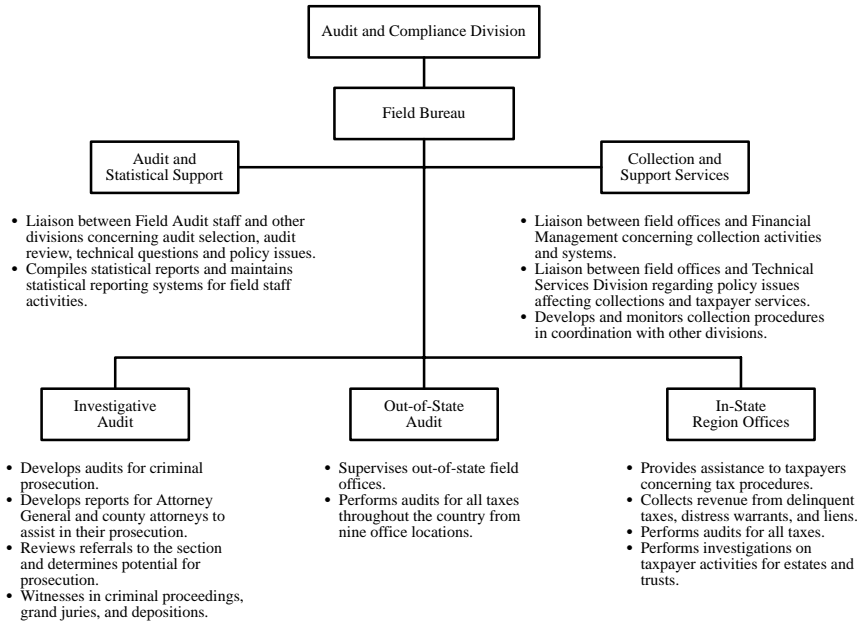 Audit and Compliance Division
Field Bureau
Audit and
Statistical Support
Collection and
Support Services
• Liaison between Field Audit staff and other
divisions concerning audit selection, audit
review, technical questions and policy issues.
• Compiles statistical reports and maintains
statistical reporting systems for field staff
activities.
• Liaison between field offices and Financial
Management concerning collection activities
and systems.
• Liaison between field offices and Technical
Services Division regarding policy issues
affecting collections and taxpayer services.
• Develops and monitors collection procedures
in coordination with other divisions.
Investigative
Audit
Out-of-State
Audit
In-State
Region Offices
• Develops audits for criminal
prosecution.
• Develops reports for Attorney
General and county attorneys to
assist in their prosecution.
• Reviews referrals to the section
and determines potential for
prosecution.
• Witnesses in criminal proceedings,
grand juries, and depositions.
• Supervises out-of-state field
offices.
• Performs audits for all taxes
throughout the country from
nine office locations.
• Provides assistance to taxpayers
concerning tax procedures.
• Collects revenue from delinquent
taxes, distress warrants, and liens.
• Performs audits for all taxes.
• Performs investigations on
taxpayer activities for estates and
trusts.